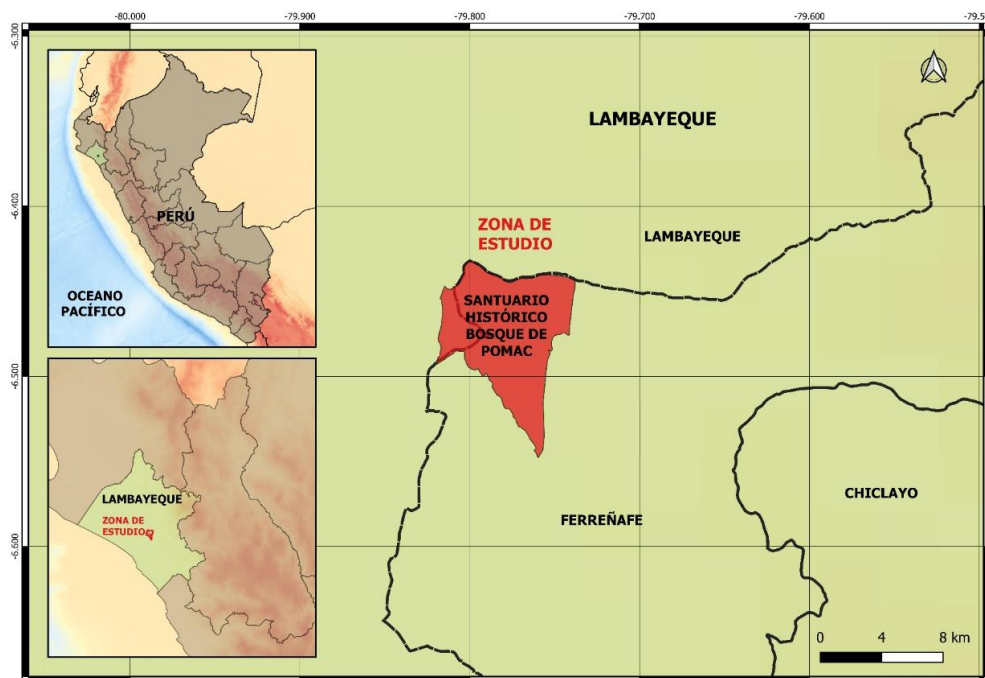 -80.000
-79.900
-79.800
-79.700
-79.600
-79.5
-6.300
-6.400
-6.500
-6.600
PERÚ
OCEANO
PACÍFICO
LAMBAYEQUE
ZONA DE
ESTUDIO
LAMBAYEQUE
ZONA DE
ESTUDIO
LAMBAYEQUE
SANTUARIO
HISTÓRICO
BOSQUE DE
POMAC
FERREÑAFE
CHICLAYO
0 4 8 km